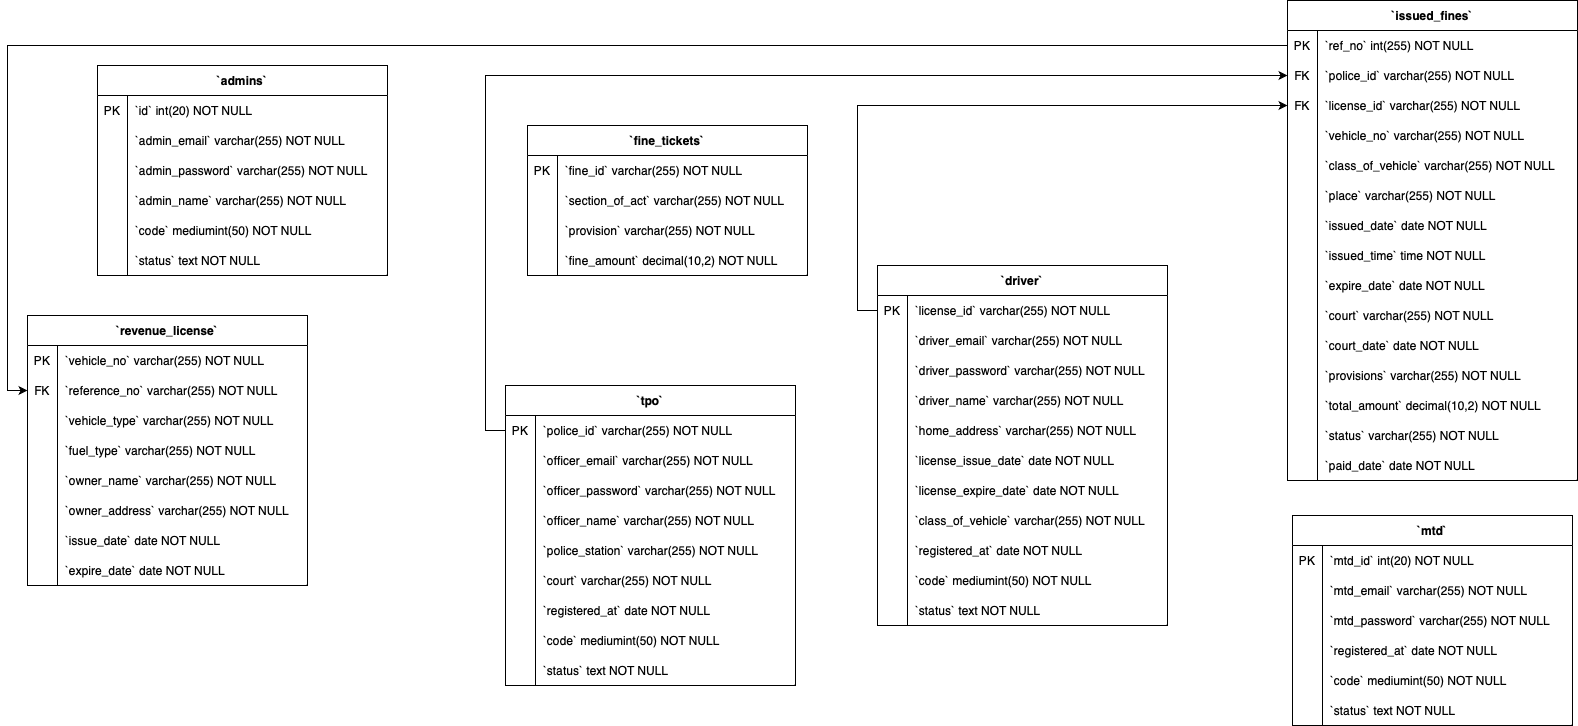 `admins`
PK `id` int(20) NOT NULL
`admin_email` varchar(255) NOT NULL
`admin_password` varchar(255) NOT NULL
`admin_name` varchar(255) NOT NULL
`code` mediumint(50) NOT NULL
`status` text NOT NULL
`revenue_license`
PK `vehicle_no` varchar(255) NOT NULL
FK `reference_no` varchar(255) NOT NULL
`vehicle_type` varchar(255) NOT NULL
`fuel_type` varchar(255) NOT NULL
`owner_name` varchar(255) NOT NULL
`owner_address` varchar(255) NOT NULL
`issue_date` date NOT NULL
`expire_date` date NOT NULL
`fine_tickets`
PK `fine_id` varchar(255) NOT NULL
`section_of_act` varchar(255) NOT NULL
`provision` varchar(255) NOT NULL
`fine_amount` decimal(10,2) NOT NULL
`tpo`
PK `police_id` varchar(255) NOT NULL
`officer_email` varchar(255) NOT NULL
`officer_password` varchar(255) NOT NULL
`officer_name` varchar(255) NOT NULL
`police_station` varchar(255) NOT NULL
`court` varchar(255) NOT NULL
`registered_at` date NOT NULL
`code` mediumint(50) NOT NULL
`status` text NOT NULL
`driver`
PK `license_id` varchar(255) NOT NULL
`driver_email` varchar(255) NOT NULL
`driver_password` varchar(255) NOT NULL
`driver_name` varchar(255) NOT NULL
`home_address` varchar(255) NOT NULL
`license_issue_date` date NOT NULL
`license_expire_date` date NOT NULL
`class_of_vehicle` varchar(255) NOT NULL
`registered_at` date NOT NULL
`code` mediumint(50) NOT NULL
`status` text NOT NULL
`issued_fines`
PK `ref_no` int(255) NOT NULL
FK `police_id` varchar(255) NOT NULL
FK `license_id` varchar(255) NOT NULL
`vehicle_no` varchar(255) NOT NULL
`class_of_vehicle` varchar(255) NOT NULL
`place` varchar(255) NOT NULL
`issued_date` date NOT NULL
`issued_time` time NOT NULL
`expire_date` date NOT NULL
`court` varchar(255) NOT NULL
`court_date` date NOT NULL
`provisions` varchar(255) NOT NULL
`total_amount` decimal(10,2) NOT NULL
`status` varchar(255) NOT NULL
`paid_date` date NOT NULL
`mtd`
PK `mtd_id` int(20) NOT NULL
`mtd_email` varchar(255) NOT NULL
`mtd_password` varchar(255) NOT NULL
`registered_at` date NOT NULL
`code` mediumint(50) NOT NULL
`status` text NOT NULL